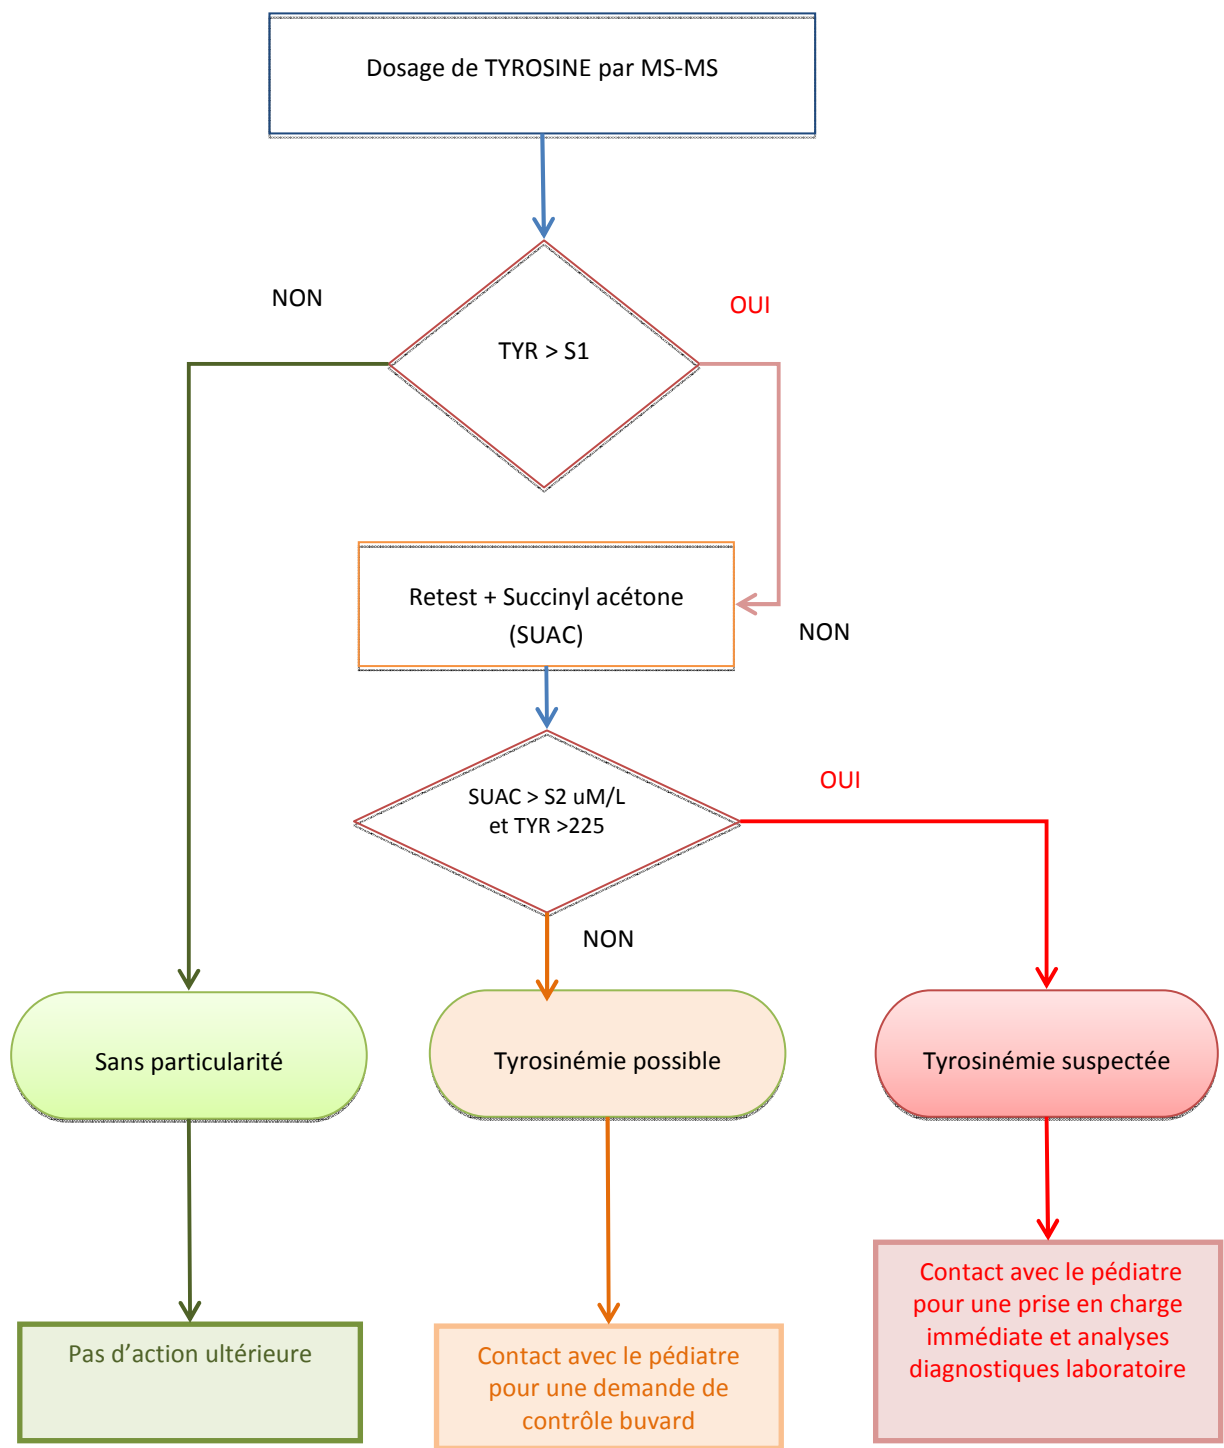 Dosage de TYROSINE par MS-MS
NON
OUI
TYR > S1
Retest + Succinyl acétone
(SUAC)
NON
SUAC > S2 uM/L
et TYR >225
OUI
NON
Sans particularité
Tyrosinémie possible
Tyrosinémie suspectée
Pas d’action ultérieure
Contact avec le pédiatre
pour une demande de
contrôle buvard
Contact avec le pédiatre
pour une prise en charge
immédiate et analyses
diagnostiques laboratoire